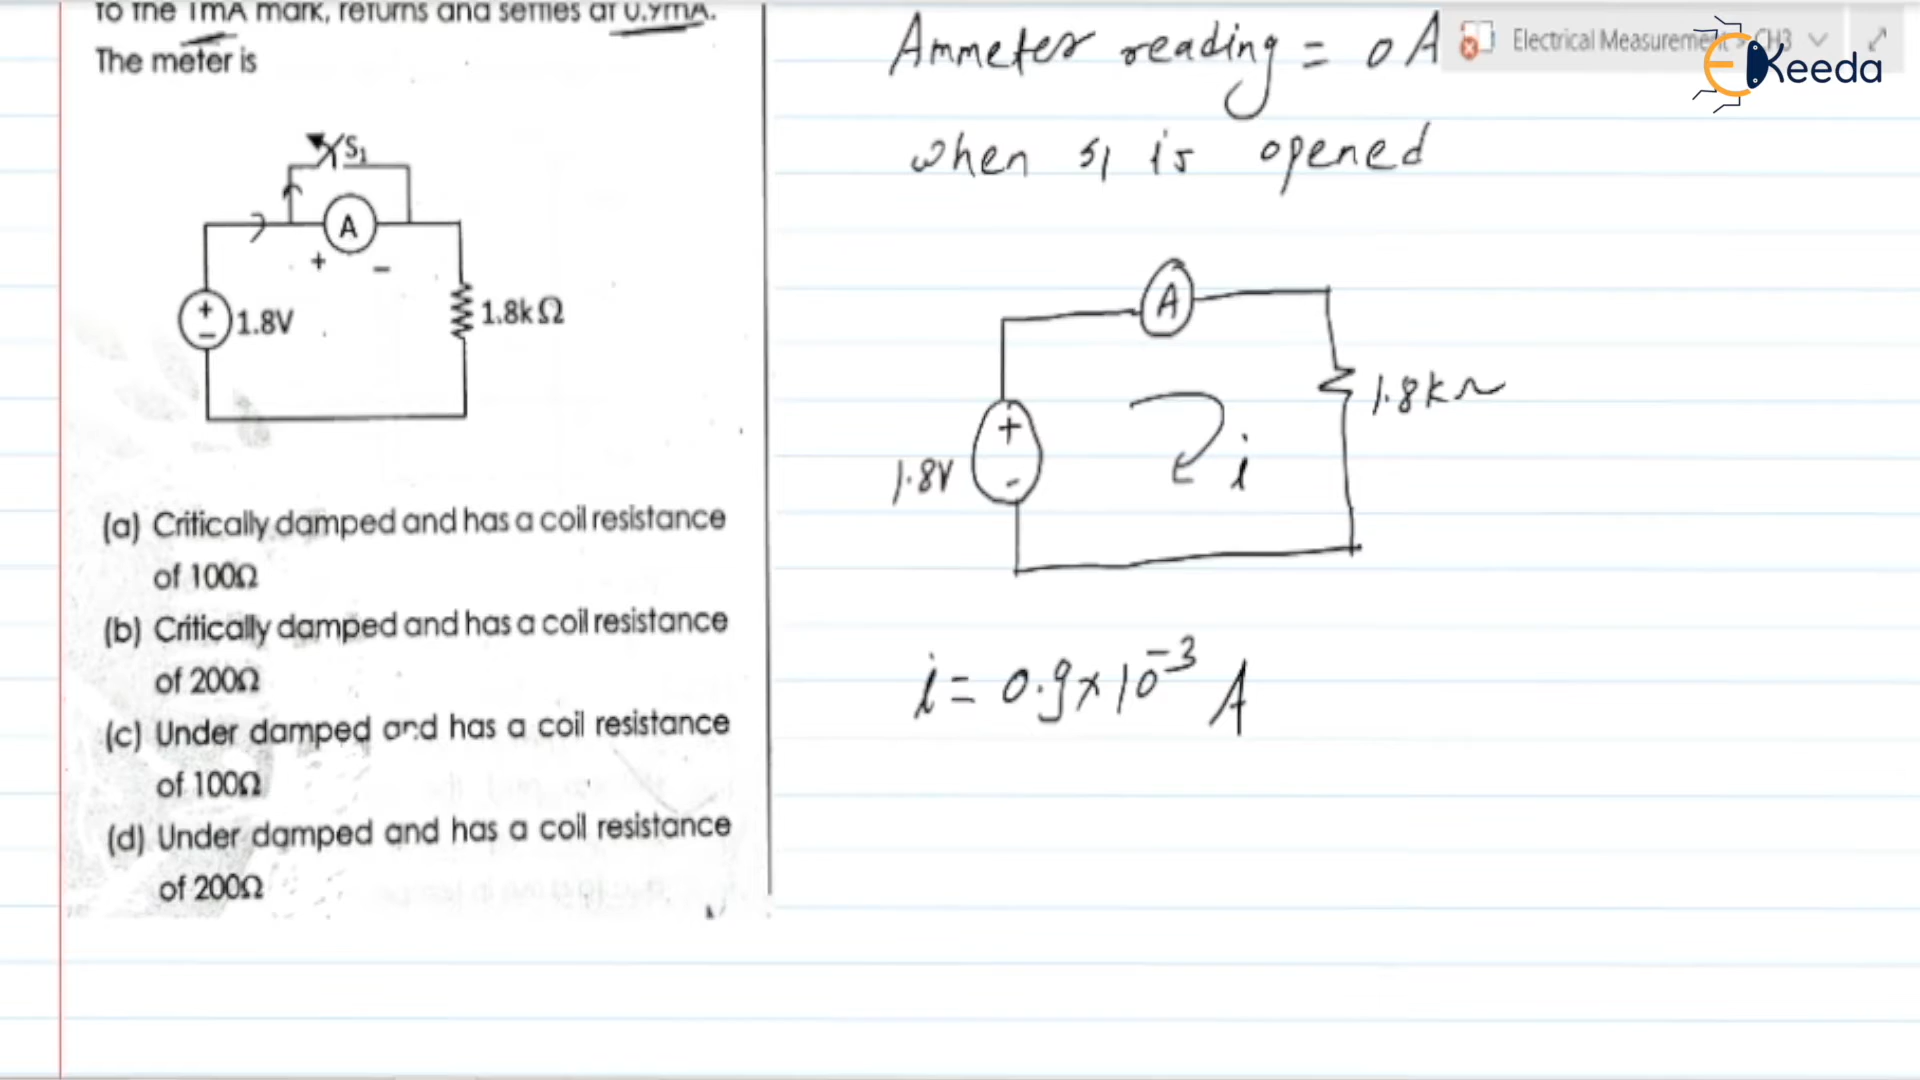 to the 1mA mark, returns and settles at 0.9mA.
The meter is
S1
A
+
−
+
−
1.8V
1.8kΩ
(a) Critically damped and has a coil resistance
of 100Ω
(b) Critically damped and has a coil resistance
of 200Ω
(c) Under damped and has a coil resistance
of 100Ω
(d) Under damped and has a coil resistance
of 200Ω
Ammeter reading = 0 A
when s1 is opened
A
+
-
1.8V
i
1.8kΩ
i = 0.9×10⁻³ A
Electrical Measurement > CH3
EKeeda